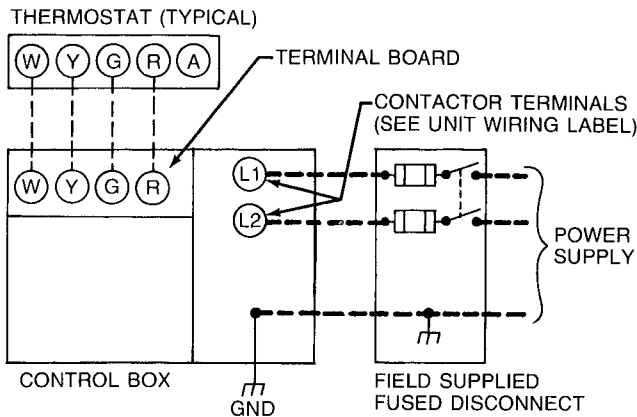 THERMOSTAT (TYPICAL)
W Y G R A
TERMINAL BOARD
CONTACTOR TERMINALS
(SEE UNIT WIRING LABEL)
W Y G R
L1
L2
POWER
SUPPLY
CONTROL BOX
GND
FIELD SUPPLIED
FUSED DISCONNECT